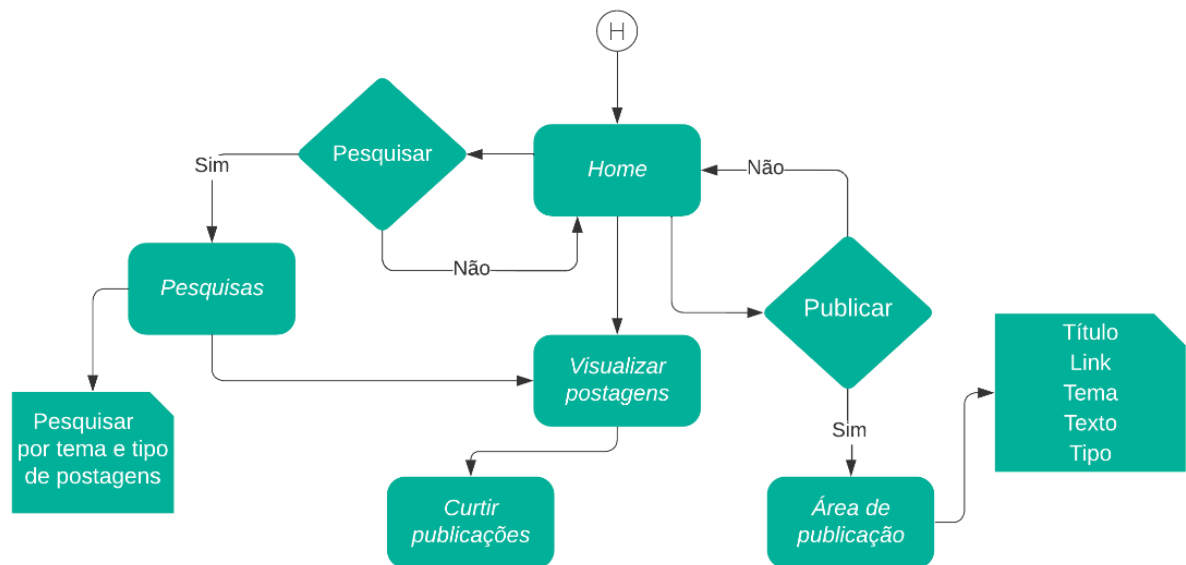 H
Pesquisar
Home
Não
Sim
Não
Pesquisas
Publicar
Visualizar
postagens
Título
Link
Tema
Texto
Tipo
Pesquisar
por tema e tipo
de postagens
Sim
Curtir
publicações
Área de
publicação